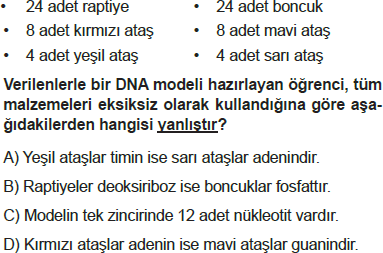 • 24 adet raptiye • 24 adet boncuk
• 8 adet kırmızı ataş • 8 adet mavi ataş
• 4 adet yeşil ataş • 4 adet sarı ataş
Verilenlerle bir DNA modeli hazırlayan öğrenci, tüm
malzemeleri eksiksiz olarak kullandığına göre aşa-
ğıdakilerden hangisi yanlıştır?
A) Yeşil ataşlar timin ise sarı ataşlar adenindir.
B) Raptiyeler deoksiriboz ise boncuklar fosfattır.
C) Modelin tek zincirinde 12 adet nükleotit vardır.
D) Kırmızı ataşlar adenin ise mavi ataşlar guanindir.